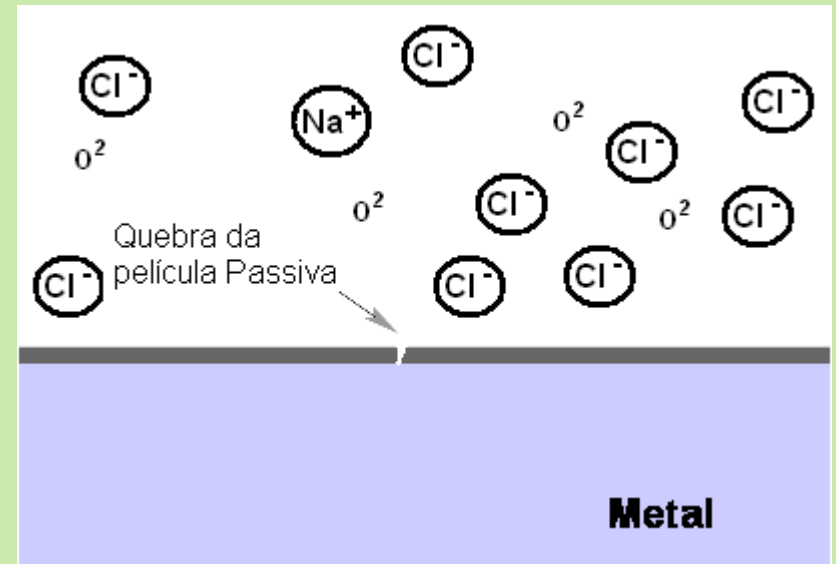 Cl⁻
Cl⁻
Na⁺
Cl⁻
O²
O²
Cl⁻
O²
Cl⁻
O²
Cl⁻
Quebra da
película Passiva
Cl⁻
Cl⁻
Cl⁻
Metal